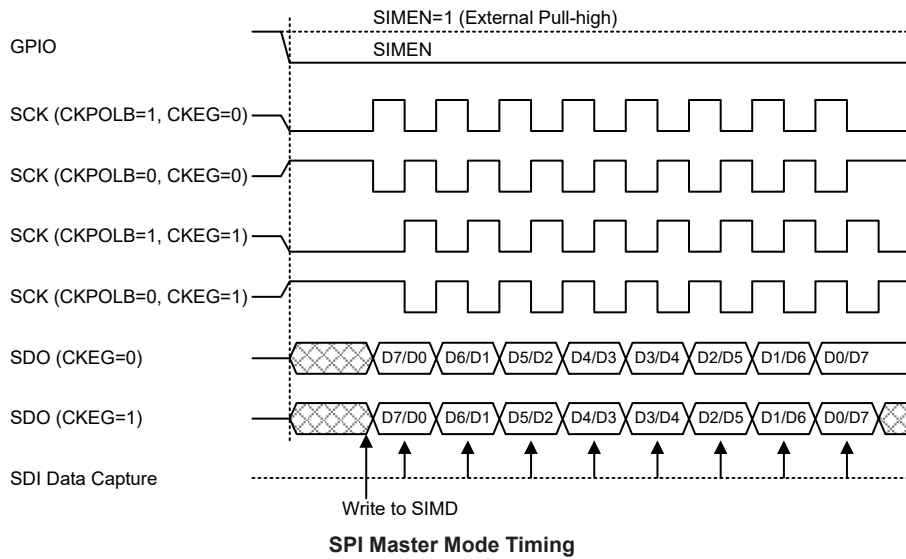 SIMEN=1 (External Pull-high)
GPIO
SIMEN
SCK (CKPOLB=1, CKEG=0)
SCK (CKPOLB=0, CKEG=0)
SCK (CKPOLB=1, CKEG=1)
SCK (CKPOLB=0, CKEG=1)
SDO (CKEG=0) D7/D0 D6/D1 D5/D2 D4/D3 D3/D4 D2/D5 D1/D6 D0/D7
SDO (CKEG=1) D7/D0 D6/D1 D5/D2 D4/D3 D3/D4 D2/D5 D1/D6 D0/D7
SDI Data Capture
Write to SIMD
SPI Master Mode Timing